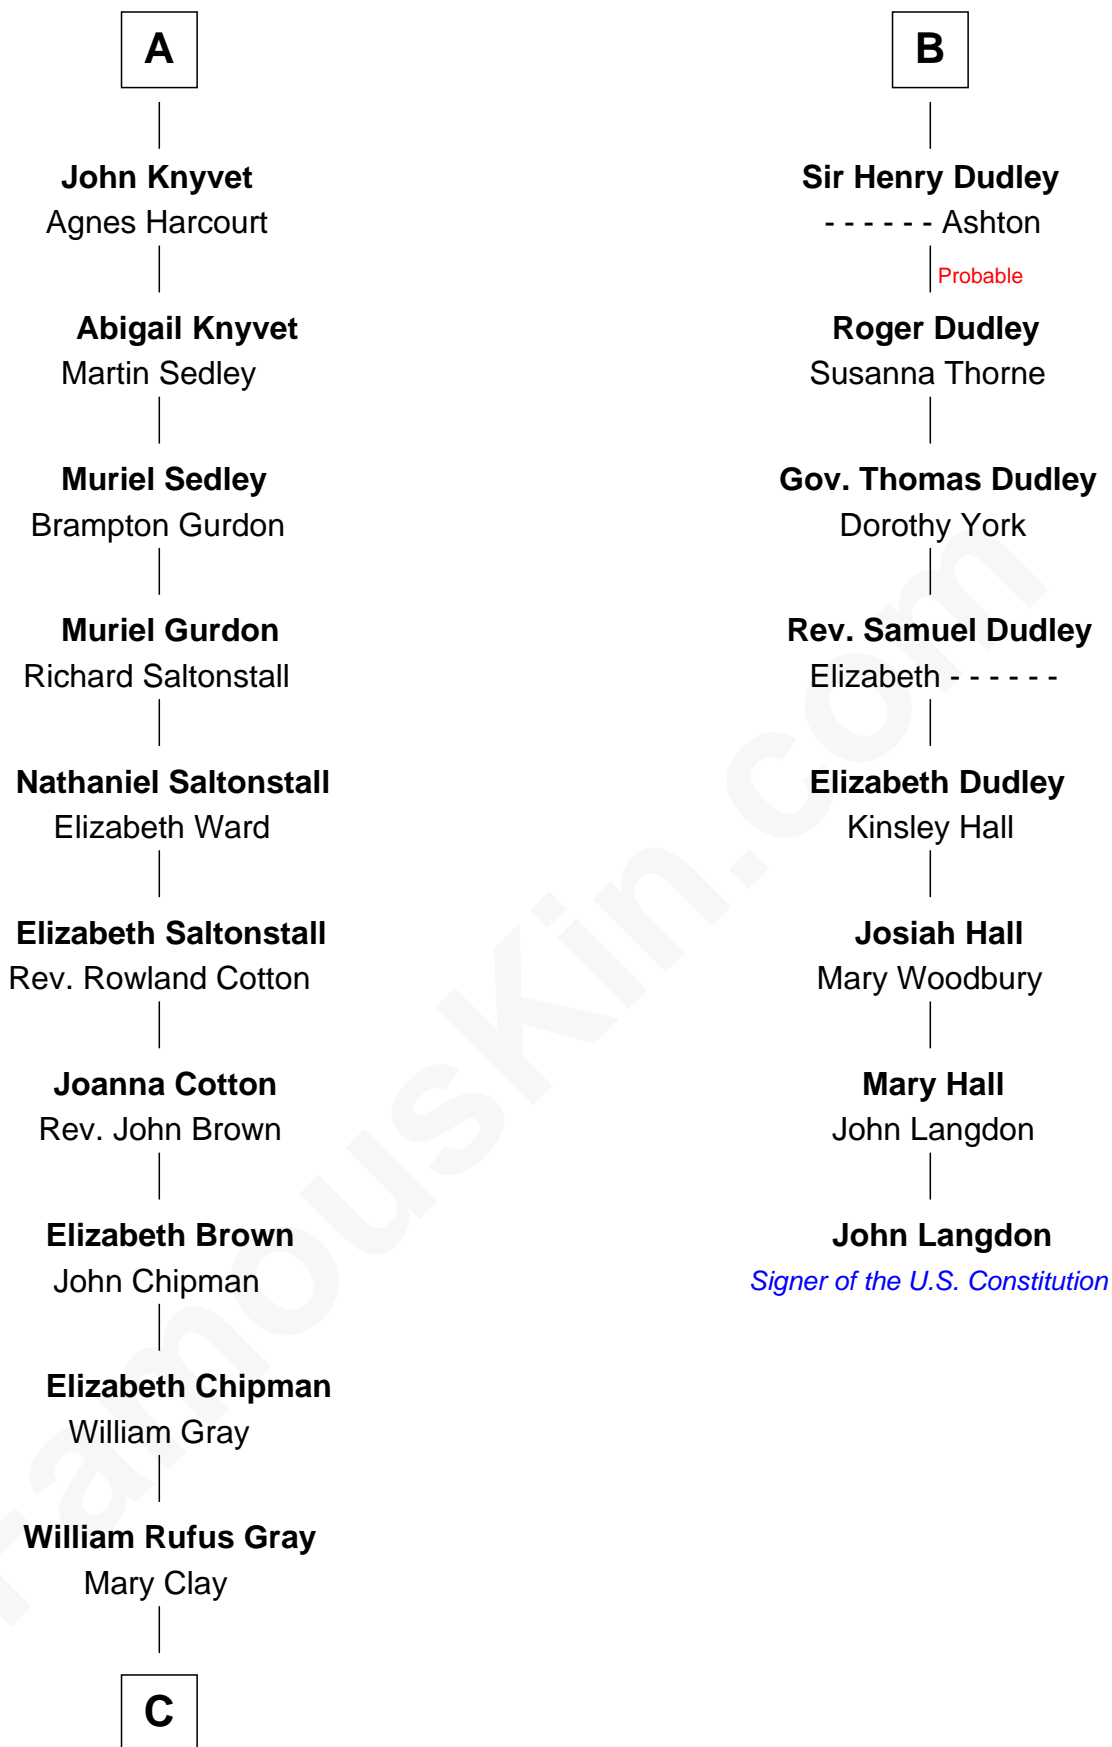 A
John Knyvet
Agnes Harcourt
Abigail Knyvet
Martin Sedley
Muriel Sedley
Brampton Gurdon
Muriel Gurdon
Richard Saltonstall
Nathaniel Saltonstall
Elizabeth Ward
Elizabeth Saltonstall
Rev. Rowland Cotton
Joanna Cotton
Rev. John Brown
Elizabeth Brown
John Chipman
Elizabeth Chipman
William Gray
William Rufus Gray
Mary Clay
C
B
Sir Henry Dudley
- - - - - - Ashton
Probable
Roger Dudley
Susanna Thorne
Gov. Thomas Dudley
Dorothy York
Rev. Samuel Dudley
Elizabeth - - - - - -
Elizabeth Dudley
Kinsley Hall
Josiah Hall
Mary Woodbury
Mary Hall
John Langdon
John Langdon
Signer of the U.S. Constitution
FamousKin.com